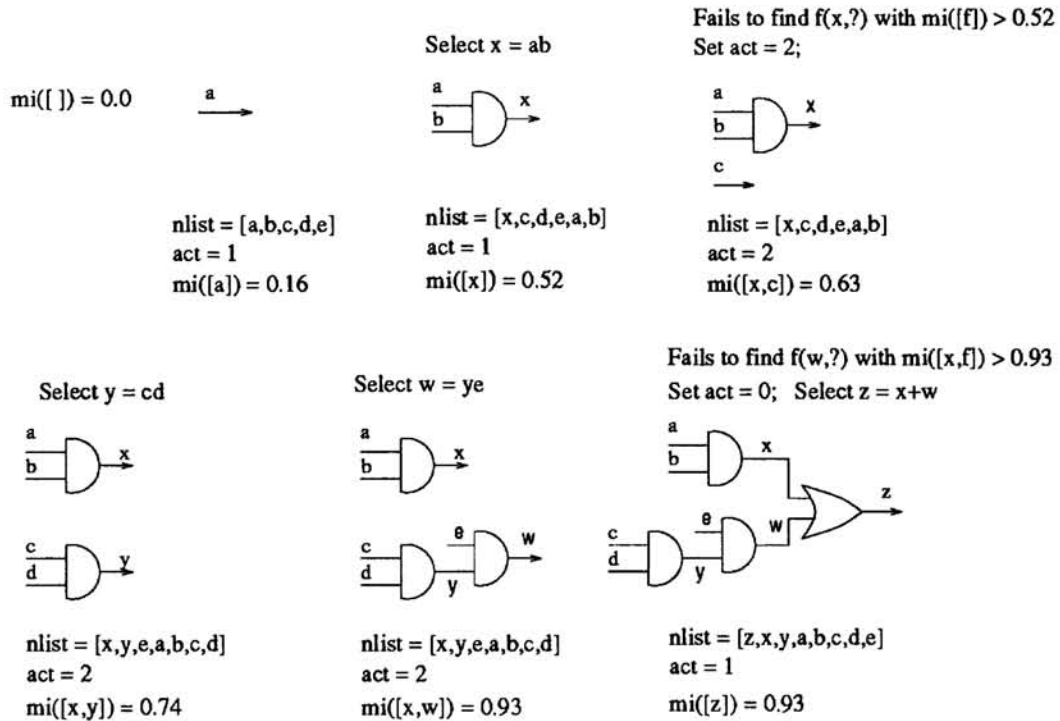 mi([ ]) = 0.0
a
nlist = [a,b,c,d,e]
act = 1
mi([a]) = 0.16
Select x = ab
a
b
x
nlist = [x,c,d,e,a,b]
act = 1
mi([x]) = 0.52
Fails to find f(x,?) with mi([f]) > 0.52
Set act = 2;
a
b
x
c
nlist = [x,c,d,e,a,b]
act = 2
mi([x,c]) = 0.63
Select y = cd
a
b
x
c
d
y
nlist = [x,y,e,a,b,c,d]
act = 2
mi([x,y]) = 0.74
Select w = ye
a
b
x
c
d
e
y
w
nlist = [x,y,e,a,b,c,d]
act = 2
mi([x,w]) = 0.93
Fails to find f(w,?) with mi([x,f]) > 0.93
Set act = 0; Select z = x+w
a
b
x
z
c
d
e
y
w
nlist = [z,x,y,a,b,c,d,e]
act = 1
mi([z]) = 0.93